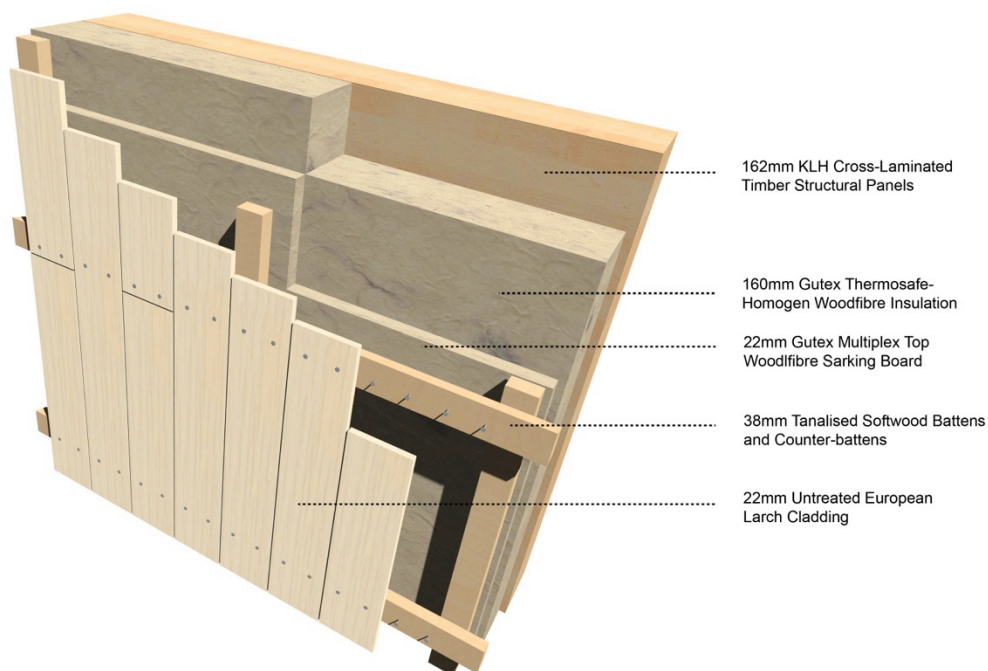 162mm KLH Cross-Laminated
Timber Structural Panels
160mm Gutex Thermosafe-
Homogen Woodfibre Insulation
22mm Gutex Multiplex Top
Woodlfibre Sarking Board
38mm Tanalised Softwood Battens
and Counter-battens
22mm Untreated European
Larch Cladding